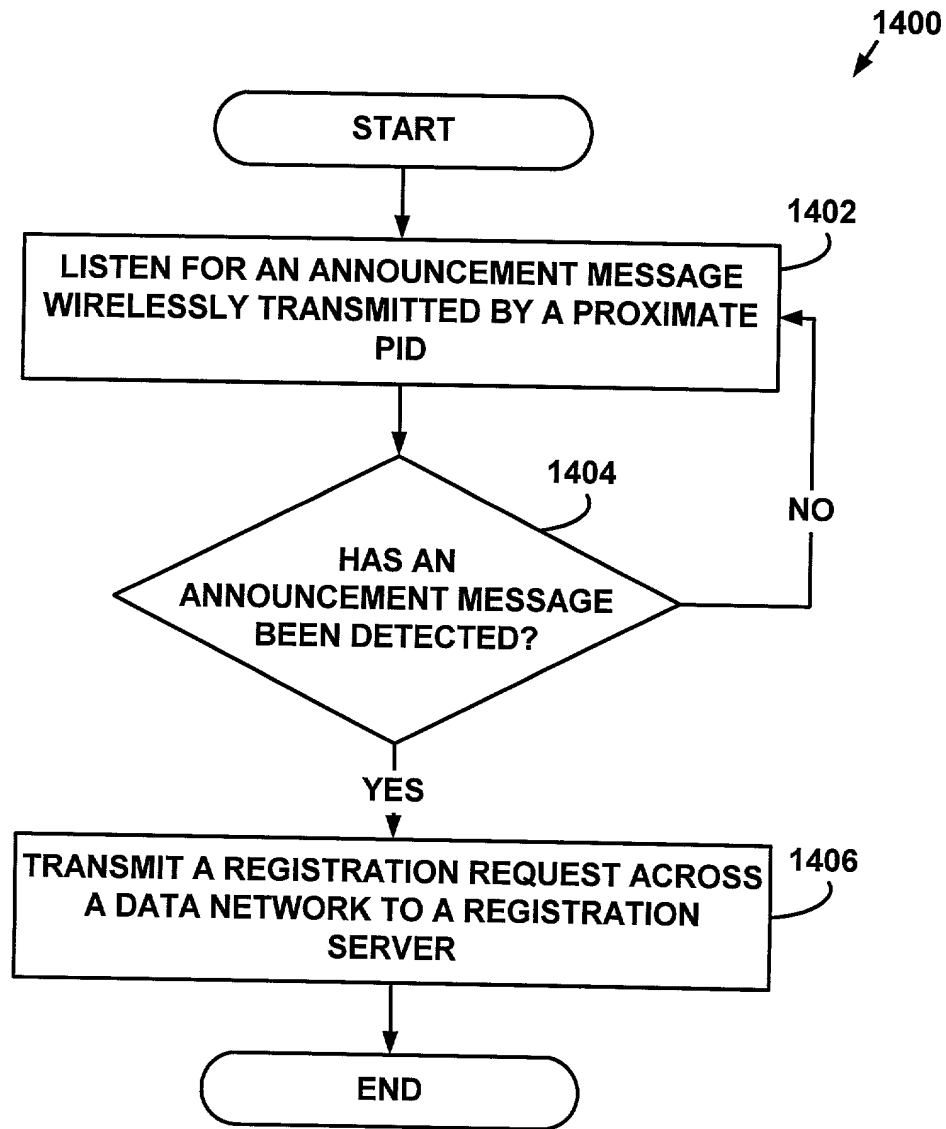 1400
START
1402
LISTEN FOR AN ANNOUNCEMENT MESSAGE
WIRELESSLY TRANSMITTED BY A PROXIMATE
PID
1404
HAS AN
ANNOUNCEMENT MESSAGE
BEEN DETECTED?
NO
YES
1406
TRANSMIT A REGISTRATION REQUEST ACROSS
A DATA NETWORK TO A REGISTRATION
SERVER
END